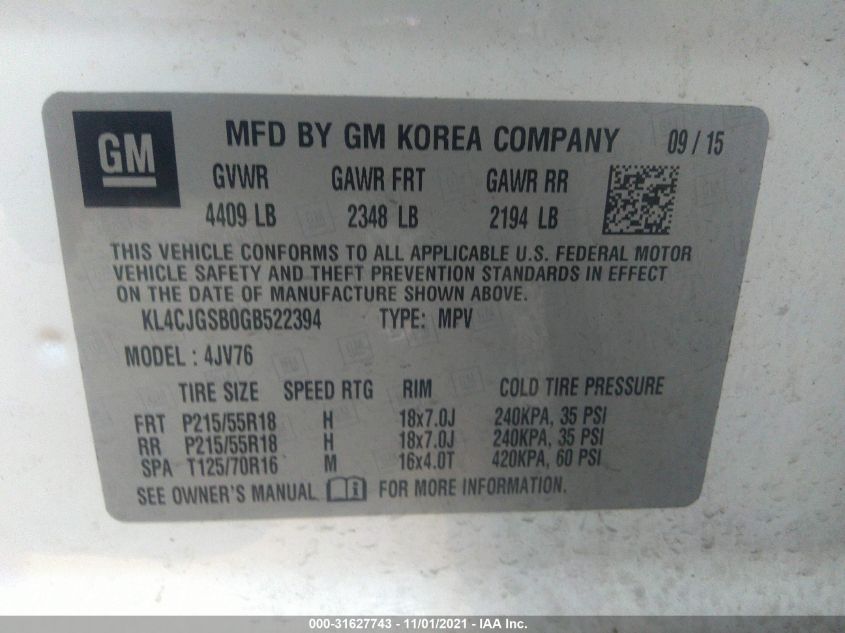 GM
MFD BY GM KOREA COMPANY 09 / 15
GVWR GAWR FRT GAWR RR
4409 LB 2348 LB 2194 LB
THIS VEHICLE CONFORMS TO ALL APPLICABLE U.S. FEDERAL MOTOR
VEHICLE SAFETY AND THEFT PREVENTION STANDARDS IN EFFECT
ON THE DATE OF MANUFACTURE SHOWN ABOVE.
KL4CJGSB0GB522394 TYPE: MPV
MODEL : 4JV76
TIRE SIZE SPEED RTG RIM COLD TIRE PRESSURE
FRT P215/55R18 H 18x7.0J 240KPA, 35 PSI
RR P215/55R18 H 18x7.0J 240KPA, 35 PSI
SPA T125/70R16 M 16x4.0T 420KPA, 60 PSI
SEE OWNER'S MANUAL FOR MORE INFORMATION.
000-31627743 - 11/01/2021 - IAA Inc.